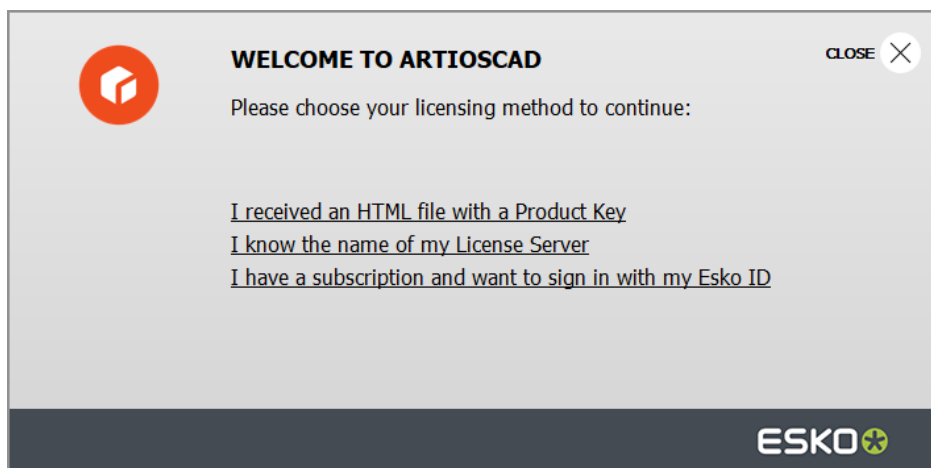 WELCOME TO ARTIOSCAD
CLOSE
Please choose your licensing method to continue:
I received an HTML file with a Product Key
I know the name of my License Server
I have a subscription and want to sign in with my Esko ID
ESKO